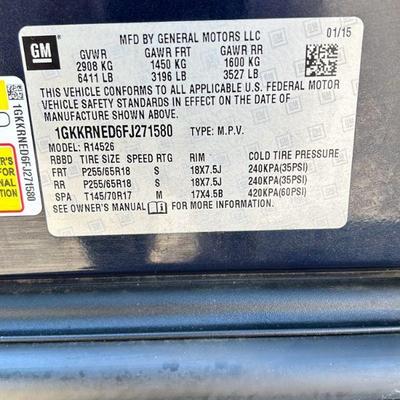 GM
MFD BY GENERAL MOTORS LLC
01/15
GVWR GAWR FRT GAWR RR
2908 KG 1450 KG 1600 KG
6411 LB 3196 LB 3527 LB
THIS VEHICLE CONFORMS TO ALL APPLICABLE U.S. FEDERAL MOTOR
VEHICLE SAFETY STANDARDS IN EFFECT ON THE DATE OF
MANUFACTURE SHOWN ABOVE.
1GKKRNED6FJ271580 TYPE: M.P.V.
MODEL: R14526
RBBD TIRE SIZE SPEED RTG RIM COLD TIRE PRESSURE
FRT P255/65R18 S 18X7.5J 240KPA(35PSI)
RR P255/65R18 S 18X7.5J 240KPA(35PSI)
SPA T145/70R17 M 17X4.5B 420KPA(60PSI)
SEE OWNER'S MANUAL FOR MORE INFORMATION.
1GKKRNED6FJ271580